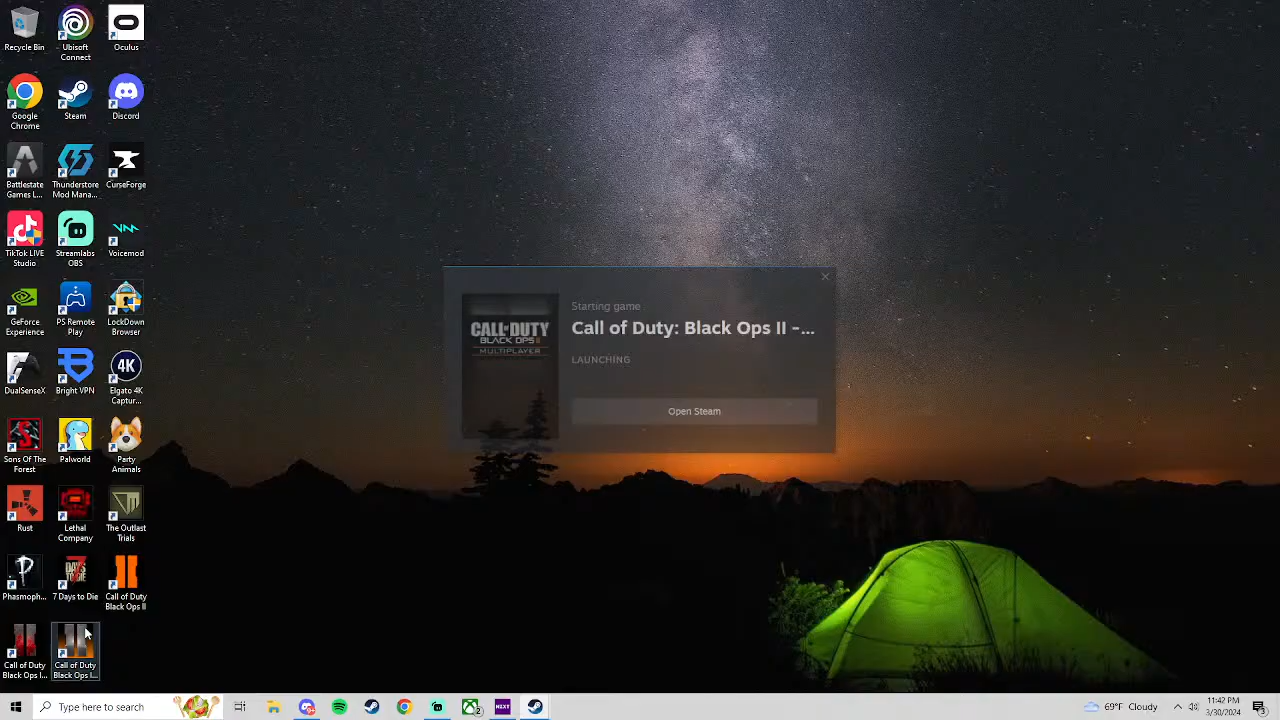 Recycle Bin
Ubisoft
Connect
Oculus
Google
Chrome
Steam
Discord
Battlestate
Games L...
Thunderstore
Mod Mana...
CurseForge
TikTok LIVE
Studio
Streamlabs
OBS
Voicemod
GeForce
Experience
PS Remote
Play
LockDown
Browser
DualSenseX
Bright VPN
4K
Elgato 4K
Captur...
Sons Of The
Forest
Palworld
Party
Animals
Rust
Lethal
Company
The Outlast
Trials
Phasmoph...
7 Days to Die
Call of Duty
Black Ops II
Call of Duty
Black Ops I...
Call of Duty
Black Ops I...
CALL OF DUTY
BLACK OPS II
MULTIPLAYER
Starting game
Call of Duty: Black Ops II -...
LAUNCHING
Open Steam
Type here to search
NZXT
69°F Cloudy
11:42 PM
3/30/2024